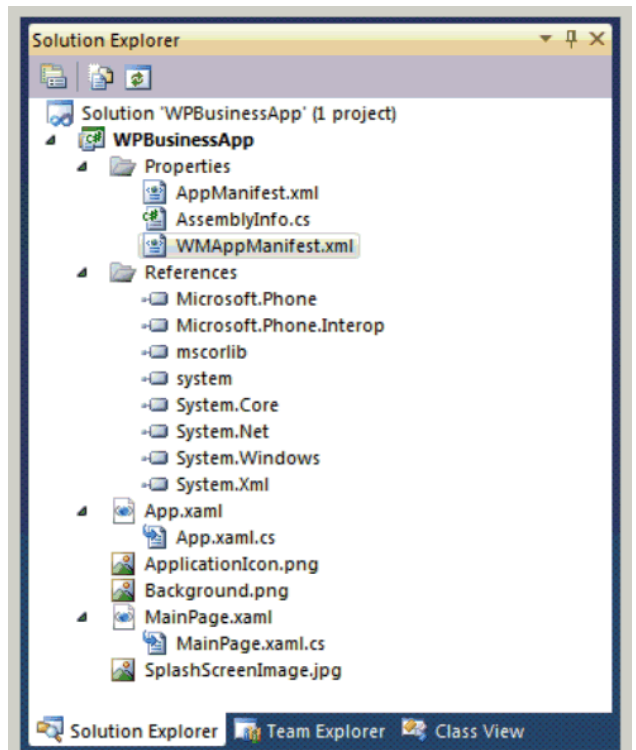 Solution Explorer
Solution 'WPBusinessApp' (1 project)
WPBusinessApp
Properties
AppManifest.xml
AssemblyInfo.cs
WMAppManifest.xml
References
Microsoft.Phone
Microsoft.Phone.Interop
mscorlib
system
System.Core
System.Net
System.Windows
System.Xml
App.xaml
App.xaml.cs
ApplicationIcon.png
Background.png
MainPage.xaml
MainPage.xaml.cs
SplashScreenImage.jpg
Solution Explorer Team Explorer Class View